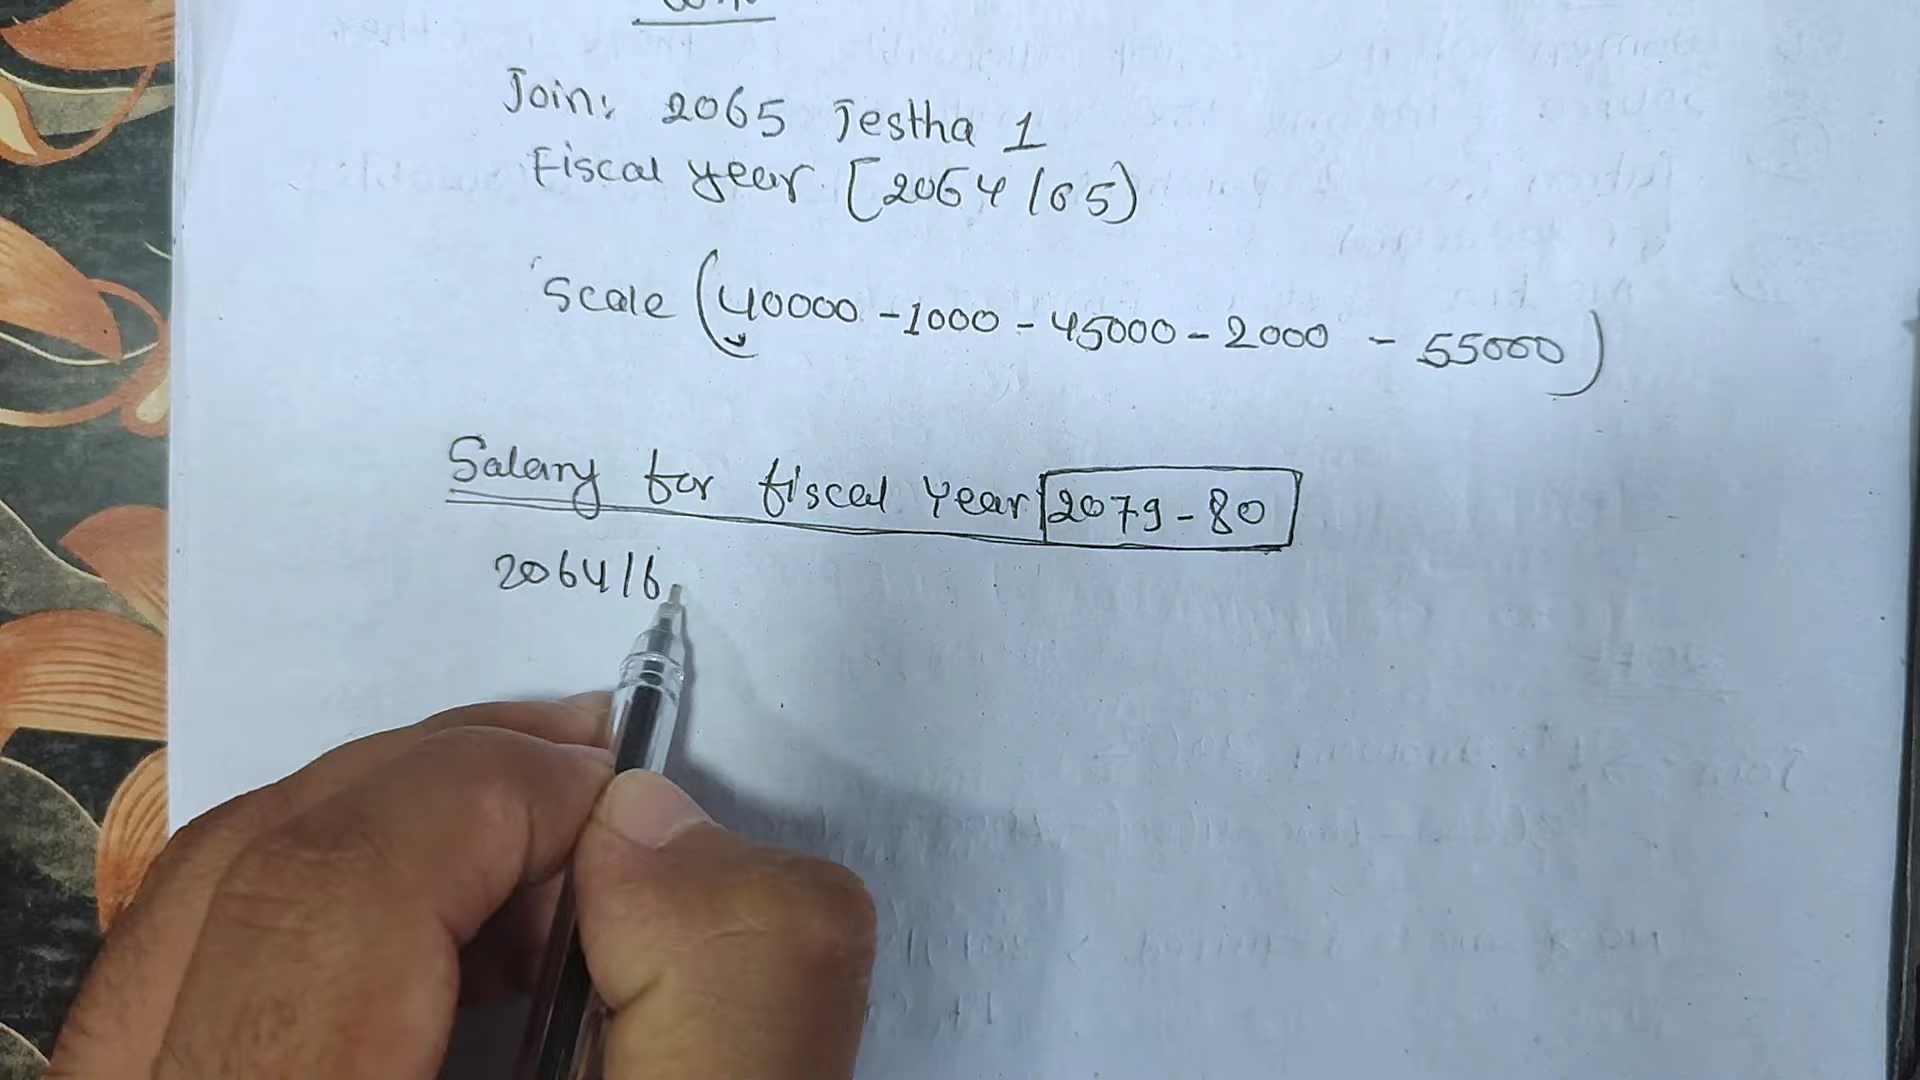 Join: 2065 Jestha 1
Fiscal year [2064/65)
Scale (40000 - 1000 - 45000 - 2000 - 55000)
Salary for fiscal Year 2079-80
2064/6